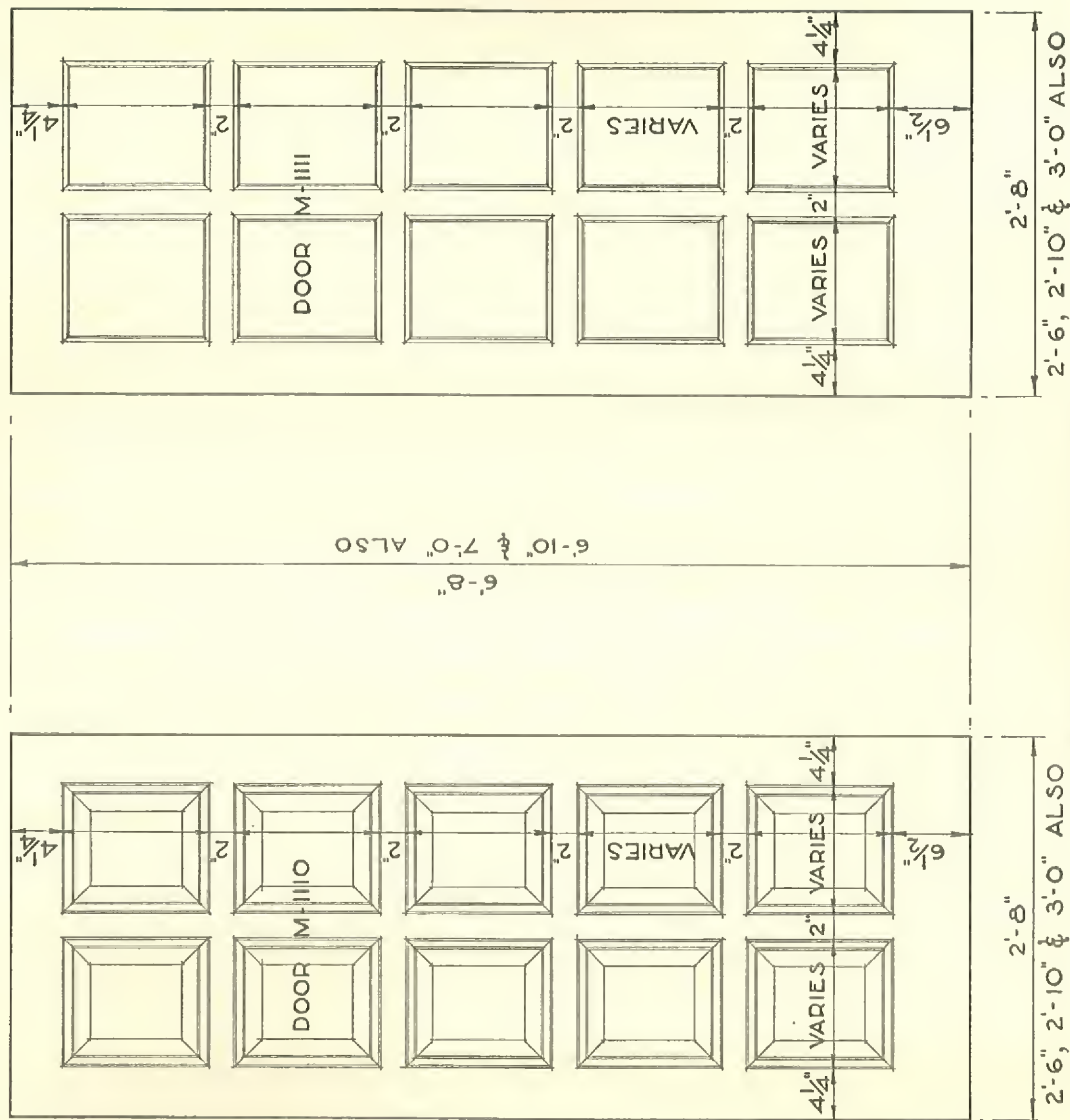 4¼"
2"
2"
2"
2"
6½"
VARIES
DOOR M-1110
4¼"
VARIES
2"
VARIES
4¼"
2'-8"
2'-6", 2'-10" & 3'-0" ALSO
6'-8"
6'-10" & 7'-0" ALSO
4¼"
2"
2"
2"
2"
6½"
VARIES
DOOR M-1111
4¼"
VARIES
2"
VARIES
4¼"
2'-8"
2'-6", 2'-10" & 3'-0" ALSO